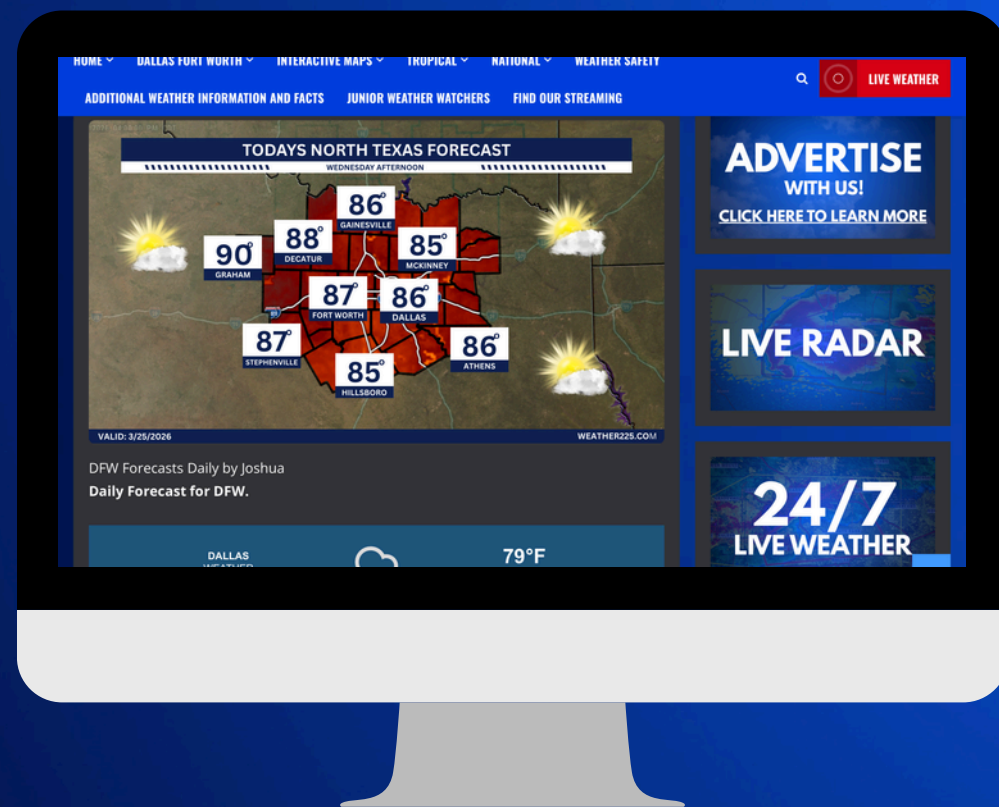 HOME DALLAS FORT WORTH INTERACTIVE MAPS TROPICAL NATIONAL WEATHER SAFETY
LIVE WEATHER
ADDITIONAL WEATHER INFORMATION AND FACTS JUNIOR WEATHER WATCHERS FIND OUR STREAMING
TODAYS NORTH TEXAS FORECAST
WEDNESDAY AFTERNOON
86°
GAINESVILLE
88°
DECATUR
85°
MCKINNEY
90°
GRAHAM
87°
FORT WORTH
86°
DALLAS
87°
STEPHENVILLE
86°
ATHENS
85°
HILLSBORO
VALID: 3/25/2026 WEATHER225.COM
DFW Forecasts Daily by Joshua
Daily Forecast for DFW.
DALLAS
WEATHER
79°F
ADVERTISE
WITH US!
CLICK HERE TO LEARN MORE
LIVE RADAR
24/7
LIVE WEATHER